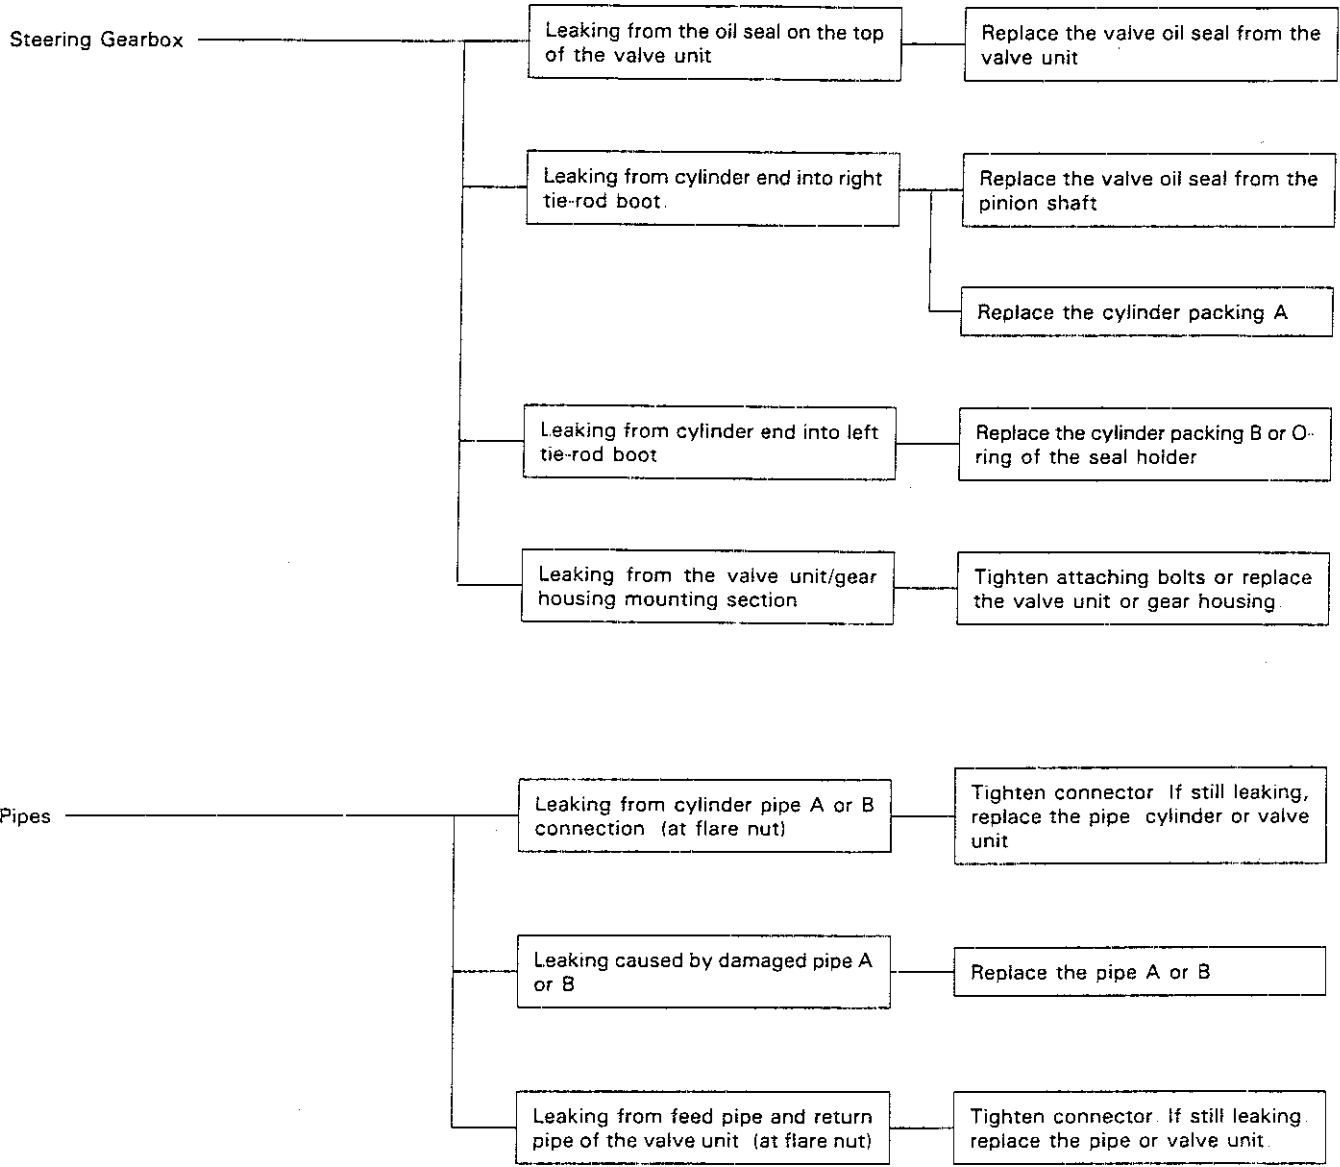 Steering Gearbox
Leaking from the oil seal on the top
of the valve unit
Replace the valve oil seal from the
valve unit
Leaking from cylinder end into right
tie-rod boot.
Replace the valve oil seal from the
pinion shaft
Replace the cylinder packing A
Leaking from cylinder end into left
tie-rod boot
Replace the cylinder packing B or O-
ring of the seal holder
Leaking from the valve unit/gear
housing mounting section
Tighten attaching bolts or replace
the valve unit or gear housing.
Pipes
Leaking from cylinder pipe A or B
connection (at flare nut)
Tighten connector If still leaking,
replace the pipe cylinder or valve
unit
Leaking caused by damaged pipe A
or B
Replace the pipe A or B
Leaking from feed pipe and return
pipe of the valve unit (at flare nut)
Tighten connector. If still leaking
replace the pipe or valve unit.